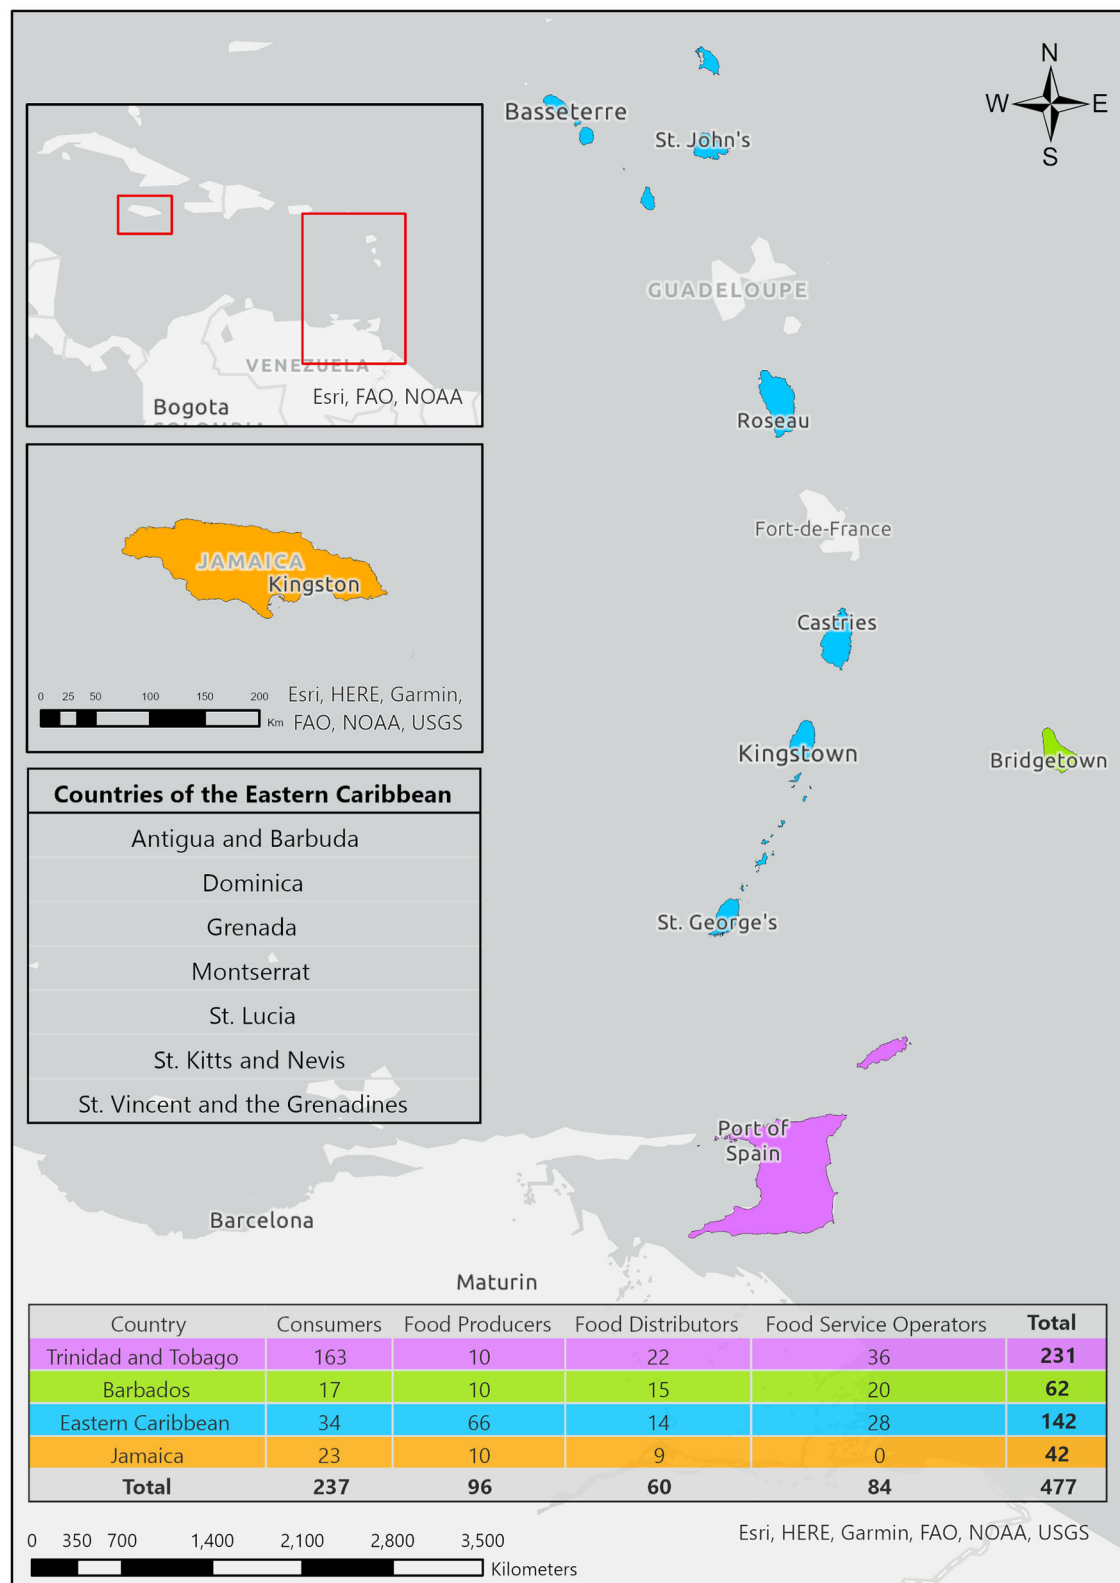 N
W E
S
Basseterre
St. John's
GUADELOUPE
Roseau
Fort-de-France
Castries
Kingstown
Bridgetown
St. George's
Port of
Spain
Barcelona
Maturin
VENEZUELA
Esri, FAO, NOAA
Bogota
COLOMBIA
JAMAICA
Kingston
0 25 50 100 150 200
Km
Esri, HERE, Garmin,
FAO, NOAA, USGS
Countries of the Eastern Caribbean
Antigua and Barbuda
Dominica
Grenada
Montserrat
St. Lucia
St. Kitts and Nevis
St. Vincent and the Grenadines
Country Consumers Food Producers Food Distributors Food Service Operators Total
Trinidad and Tobago 163 10 22 36 231
Barbados 17 10 15 20 62
Eastern Caribbean 34 66 14 28 142
Jamaica 23 10 9 0 42
Total 237 96 60 84 477
Esri, HERE, Garmin, FAO, NOAA, USGS
0 350 700 1,400 2,100 2,800 3,500
Kilometers